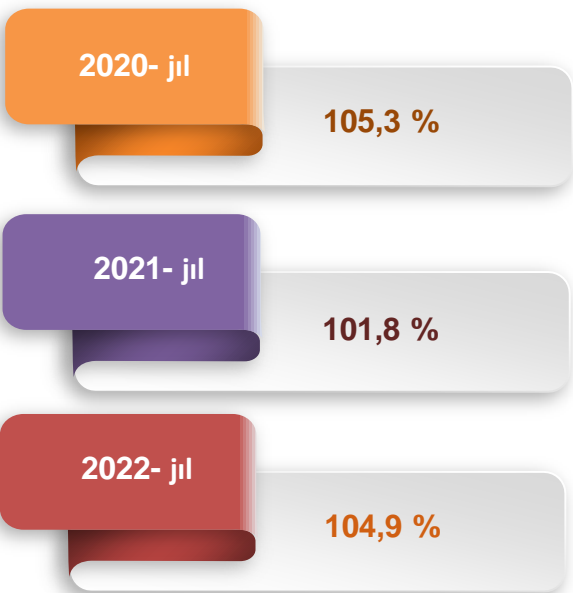 2020- jıl
105,3 %
2021- jıl
101,8 %
2022- jıl
104,9 %